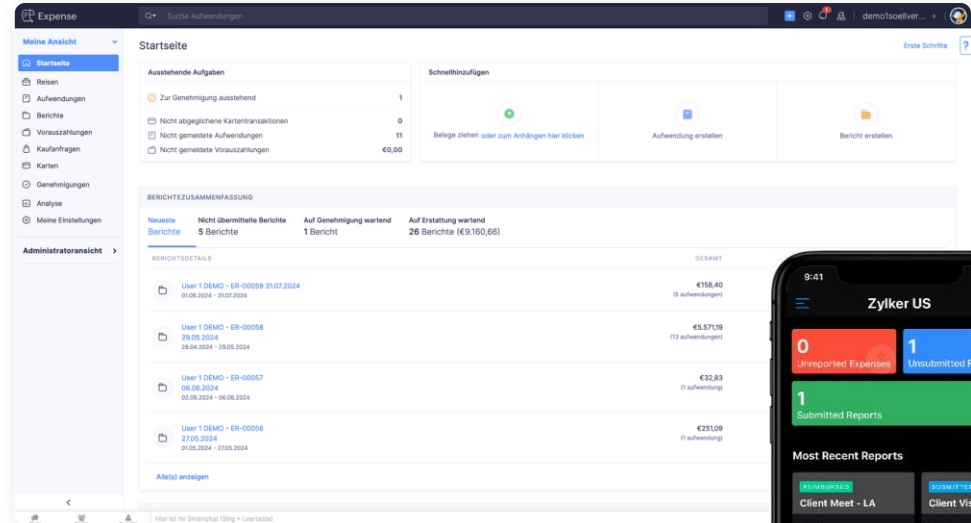 Expense
Suche Aufwendungen
demo1soellver...
Meine Ansicht
Startseite
Reisen
Aufwendungen
Berichte
Vorauszahlungen
Kaufanfragen
Karten
Genehmigungen
Analyse
Meine Einstellungen
Administratoransicht
Startseite
Erste Schritte
?
Ausstehende Aufgaben
Zur Genehmigung ausstehend 1
Nicht abgeglichene Kartentransaktionen 0
Nicht gemeldete Aufwendungen 11
Nicht gemeldete Vorauszahlungen €0,00
Schnellhinzufügen
Belege ziehen oder zum Anhängen hier klicken
Aufwendung erstellen
Bericht erstellen
BERICHTEZUSAMMENFASSUNG
Neueste Nicht übermittelte Berichte Auf Genehmigung wartend Auf Erstattung wartend
Berichte 5 Berichte 1 Bericht 26 Berichte (€9.160,66)
BERICHTSDETAILS GESAMT
User 1 DEMO - ER-00059 31.07.2024 €158,40
01.06.2024 - 31.07.2024 (5 aufwendungen)
User 1 DEMO - ER-00058 €5.571,19
29.05.2024 (13 aufwendungen)
29.04.2024 - 29.05.2024
User 1 DEMO - ER-00057 €32,83
06.06.2024 (1 aufwendung)
02.06.2024 - 06.06.2024
User 1 DEMO - ER-00056 €251,09
27.05.2024 (1 aufwendung)
01.05.2024 - 27.05.2024
Alle(s) anzeigen
Hier ist Ihr Smartchat (Strg + Leertaste)
9:41
Zylker US
0
Unreported Expenses
1
Unsubmitted
1
Submitted Reports
Most Recent Reports
REIMBURSED
Client Meet - LA
SUBMITTED
Client